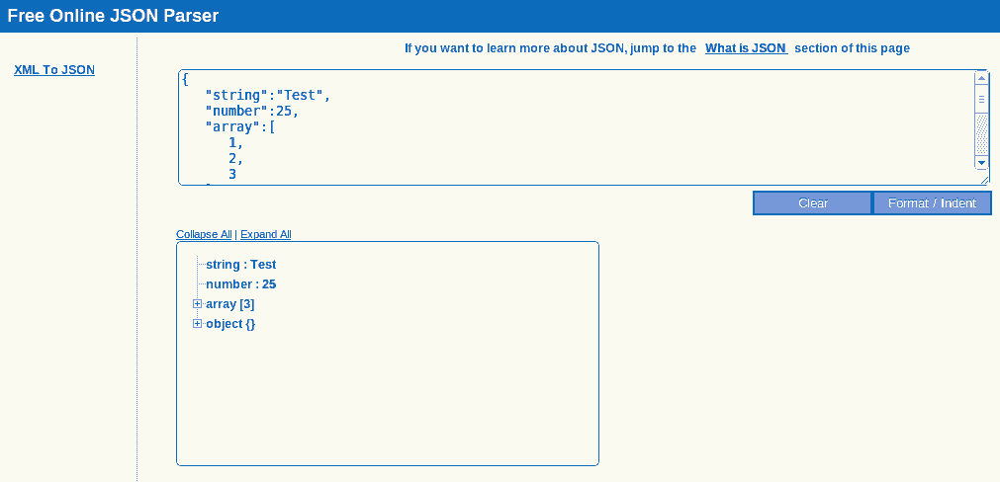 Free Online JSON Parser
If you want to learn more about JSON, jump to the What is JSON section of this page
XML To JSON
{
"string":"Test",
"number":25,
"array":[
1,
2,
3
Clear Format / Indent
Collapse All | Expand All
string : Test
number : 25
array [3]
object {}